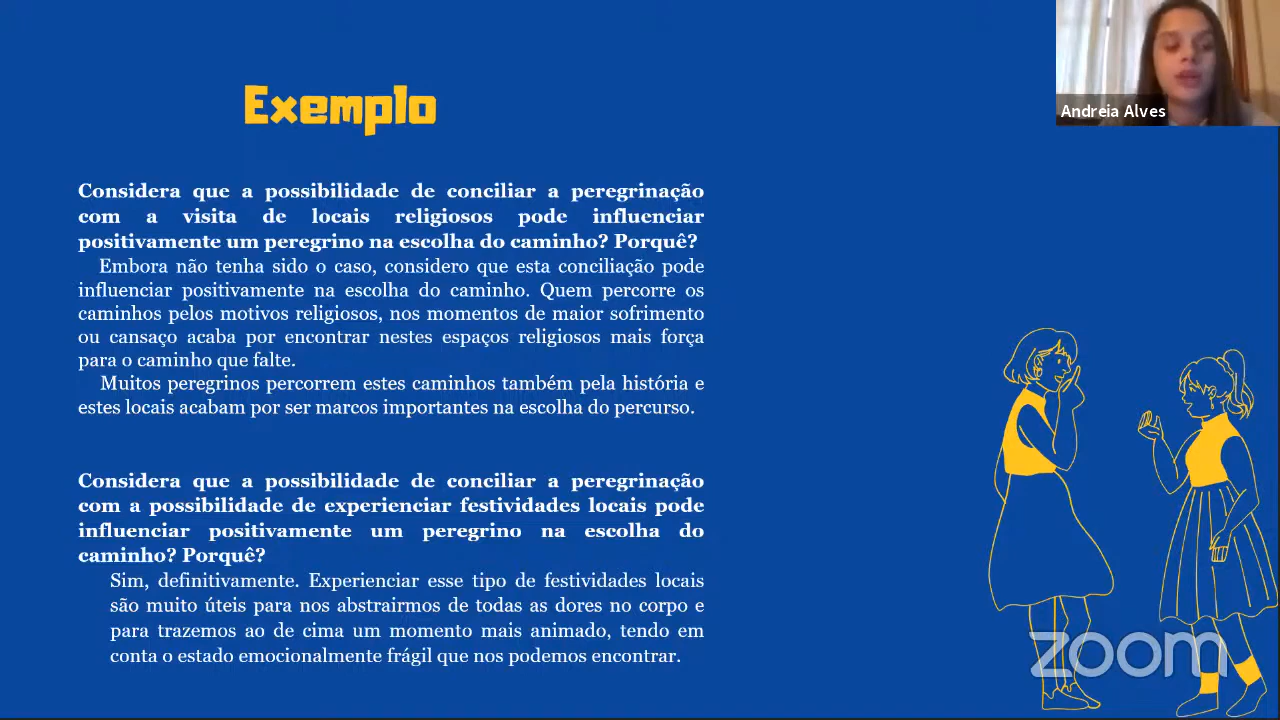 Exemplo
Andreia Alves
Considera que a possibilidade de conciliar a peregrinação
com a visita de locais religiosos pode influenciar
positivamente um peregrino na escolha do caminho? Porquê?
Embora não tenha sido o caso, considero que esta conciliação pode
influenciar positivamente na escolha do caminho. Quem percorre os
caminhos pelos motivos religiosos, nos momentos de maior sofrimento
ou cansaço acaba por encontrar nestes espaços religiosos mais força
para o caminho que falte.
Muitos peregrinos percorrem estes caminhos também pela história e
estes locais acabam por ser marcos importantes na escolha do percurso.
Considera que a possibilidade de conciliar a peregrinação
com a possibilidade de experienciar festividades locais pode
influenciar positivamente um peregrino na escolha do
caminho? Porquê?
Sim, definitivamente. Experienciar esse tipo de festividades locais
são muito úteis para nos abstrairmos de todas as dores no corpo e
para trazemos ao de cima um momento mais animado, tendo em
conta o estado emocionalmente frágil que nos podemos encontrar.
zoom